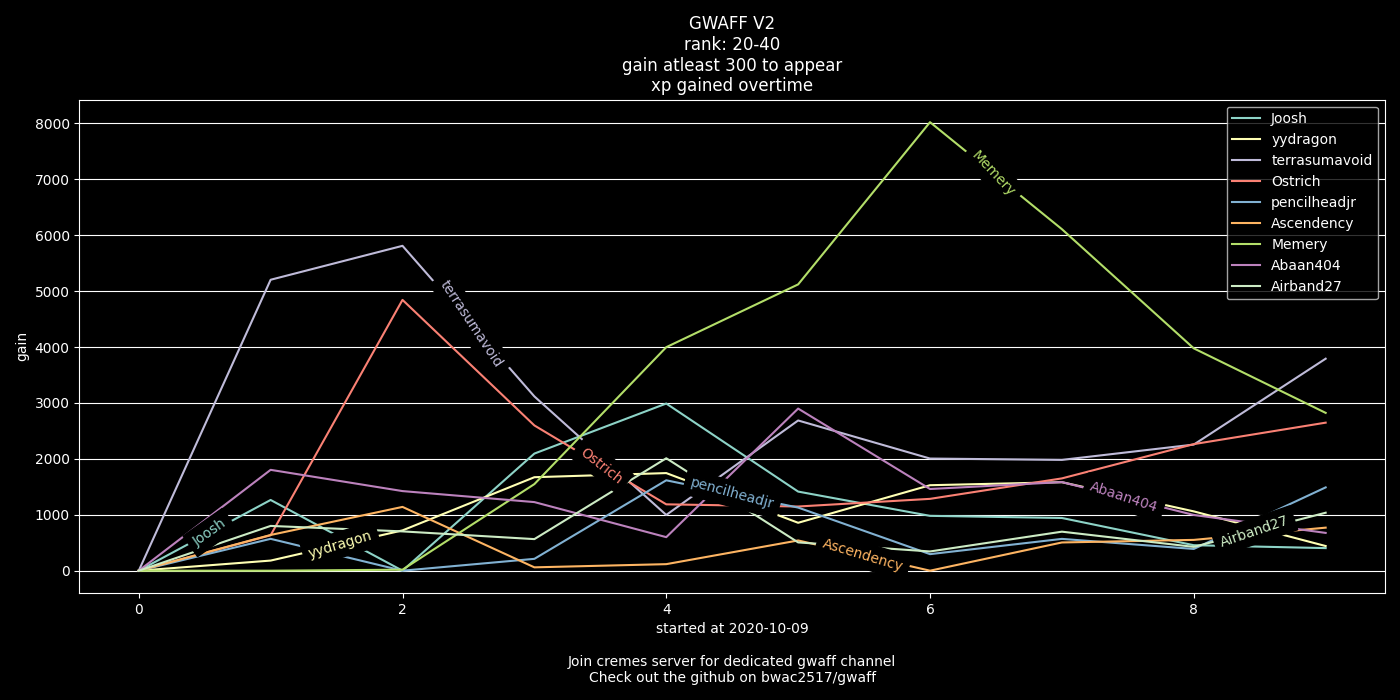 GWAFF V2
rank: 20-40
gain atleast 300 to appear
xp gained overtime
8000
7000
6000
5000
4000
3000
2000
1000
0
gain
Joosh
yydragon
terrasumavoid
Ostrich
pencilheadjr
Ascendency
Memery
Abaan404
Airband27
Joosh
yydragon
terrasumavoid
Ostrich
pencilheadjr
Ascendency
Memery
Abaan404
Airband27
0 2 4 6 8
started at 2020-10-09
Join cremes server for dedicated gwaff channel
Check out the github on bwac2517/gwaff